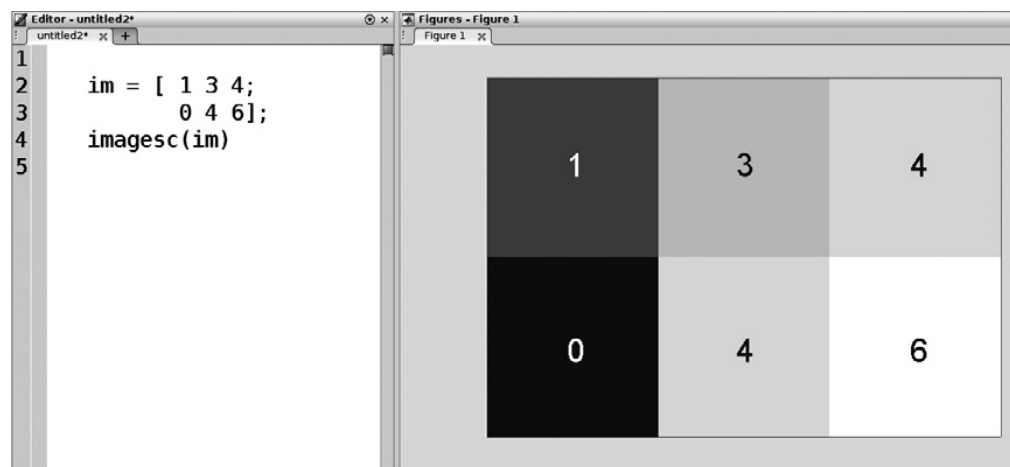 Editor - untitled2*
untitled2* × +
1
2 im = [ 1 3 4;
3 0 4 6];
4 imagesc(im)
5
Figures - Figure 1
Figure 1 ×
1 3 4
0 4 6